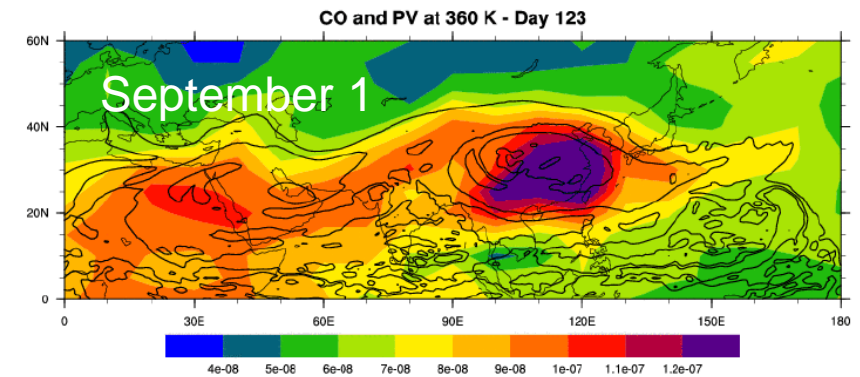 CO and PV at 360 K - Day 123
60N
September 1
40N
20N
0
0 30E 60E 90E 120E 150E 180
4e-08 5e-08 6e-08 7e-08 8e-08 9e-08 1e-07 1.1e-07 1.2e-07